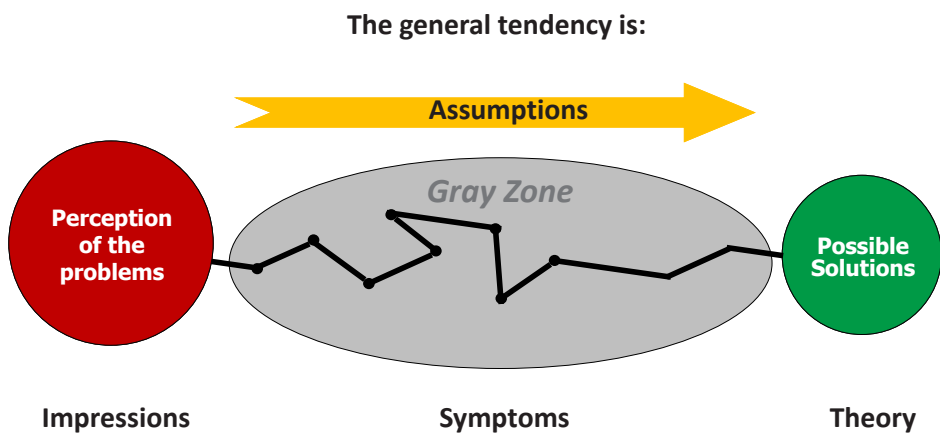 The general tendency is:
Assumptions
Gray Zone
Perception
of the
problems
Possible
Solutions
Impressions
Symptoms
Theory